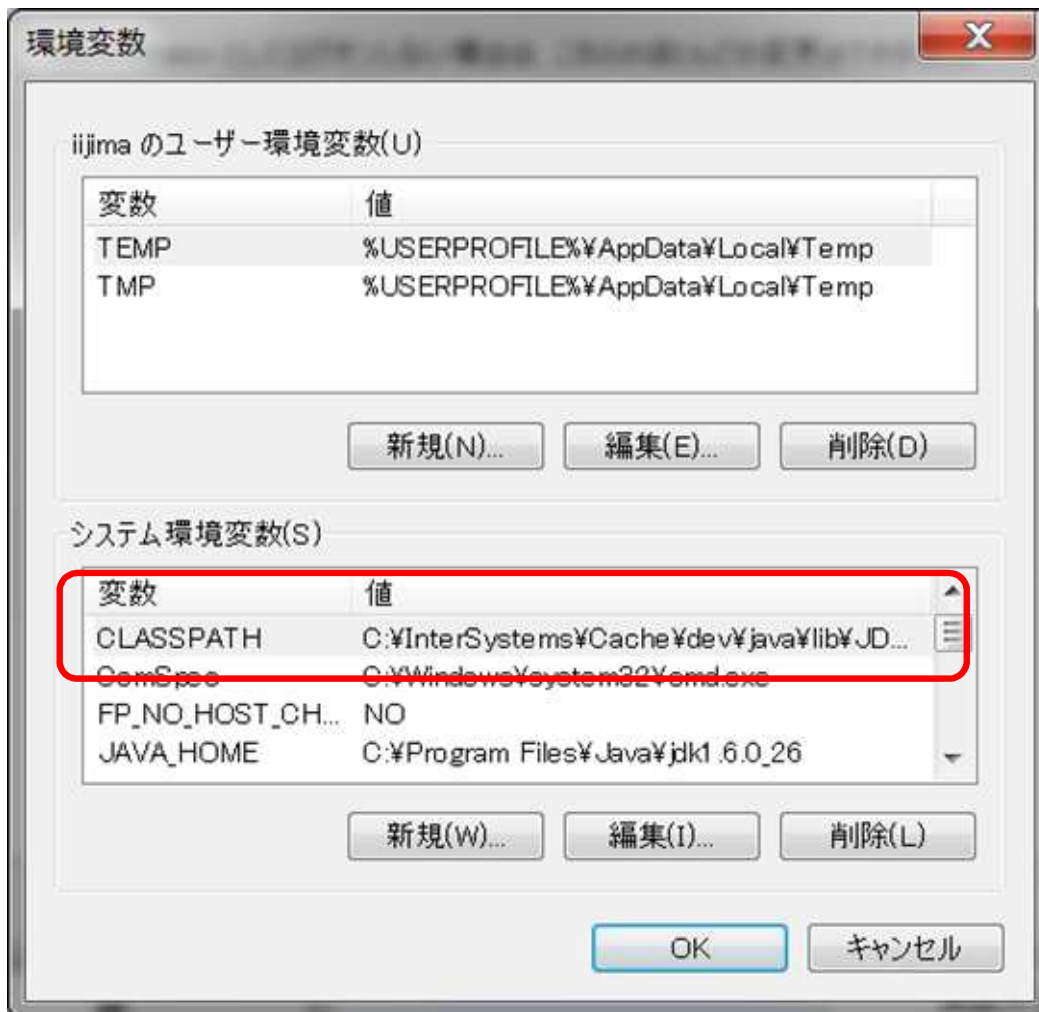 環境変数
iijima のユーザー環境変数(U)
変数 値
TEMP %USERPROFILE%¥AppData¥Local¥Temp
TMP %USERPROFILE%¥AppData¥Local¥Temp
新規(N)... 編集(E)... 削除(D)
システム環境変数(S)
変数 値
CLASSPATH C:¥InterSystems¥Cache¥dev¥java¥lib¥JD...
ComSpec C:¥Windows¥system32¥cmd.exe
FP_NO_HOST_CH... NO
JAVA_HOME C:¥Program Files¥Java¥jdk1.6.0_26
新規(W)... 編集(I)... 削除(L)
OK キャンセル